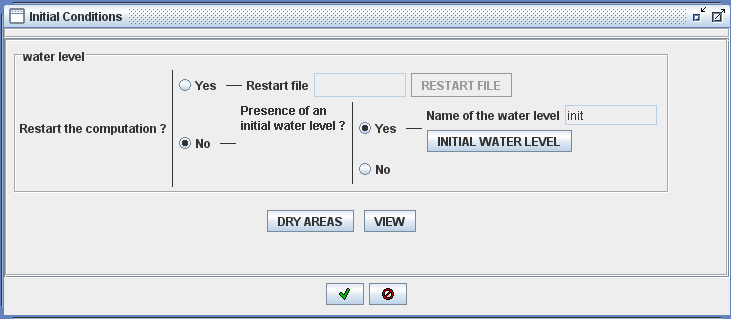 Initial Conditions
water level
Restart the computation ?
Yes
Restart file
RESTART FILE
No
Presence of an
initial water level ?
Yes
Name of the water level
init
INITIAL WATER LEVEL
No
DRY AREAS
VIEW